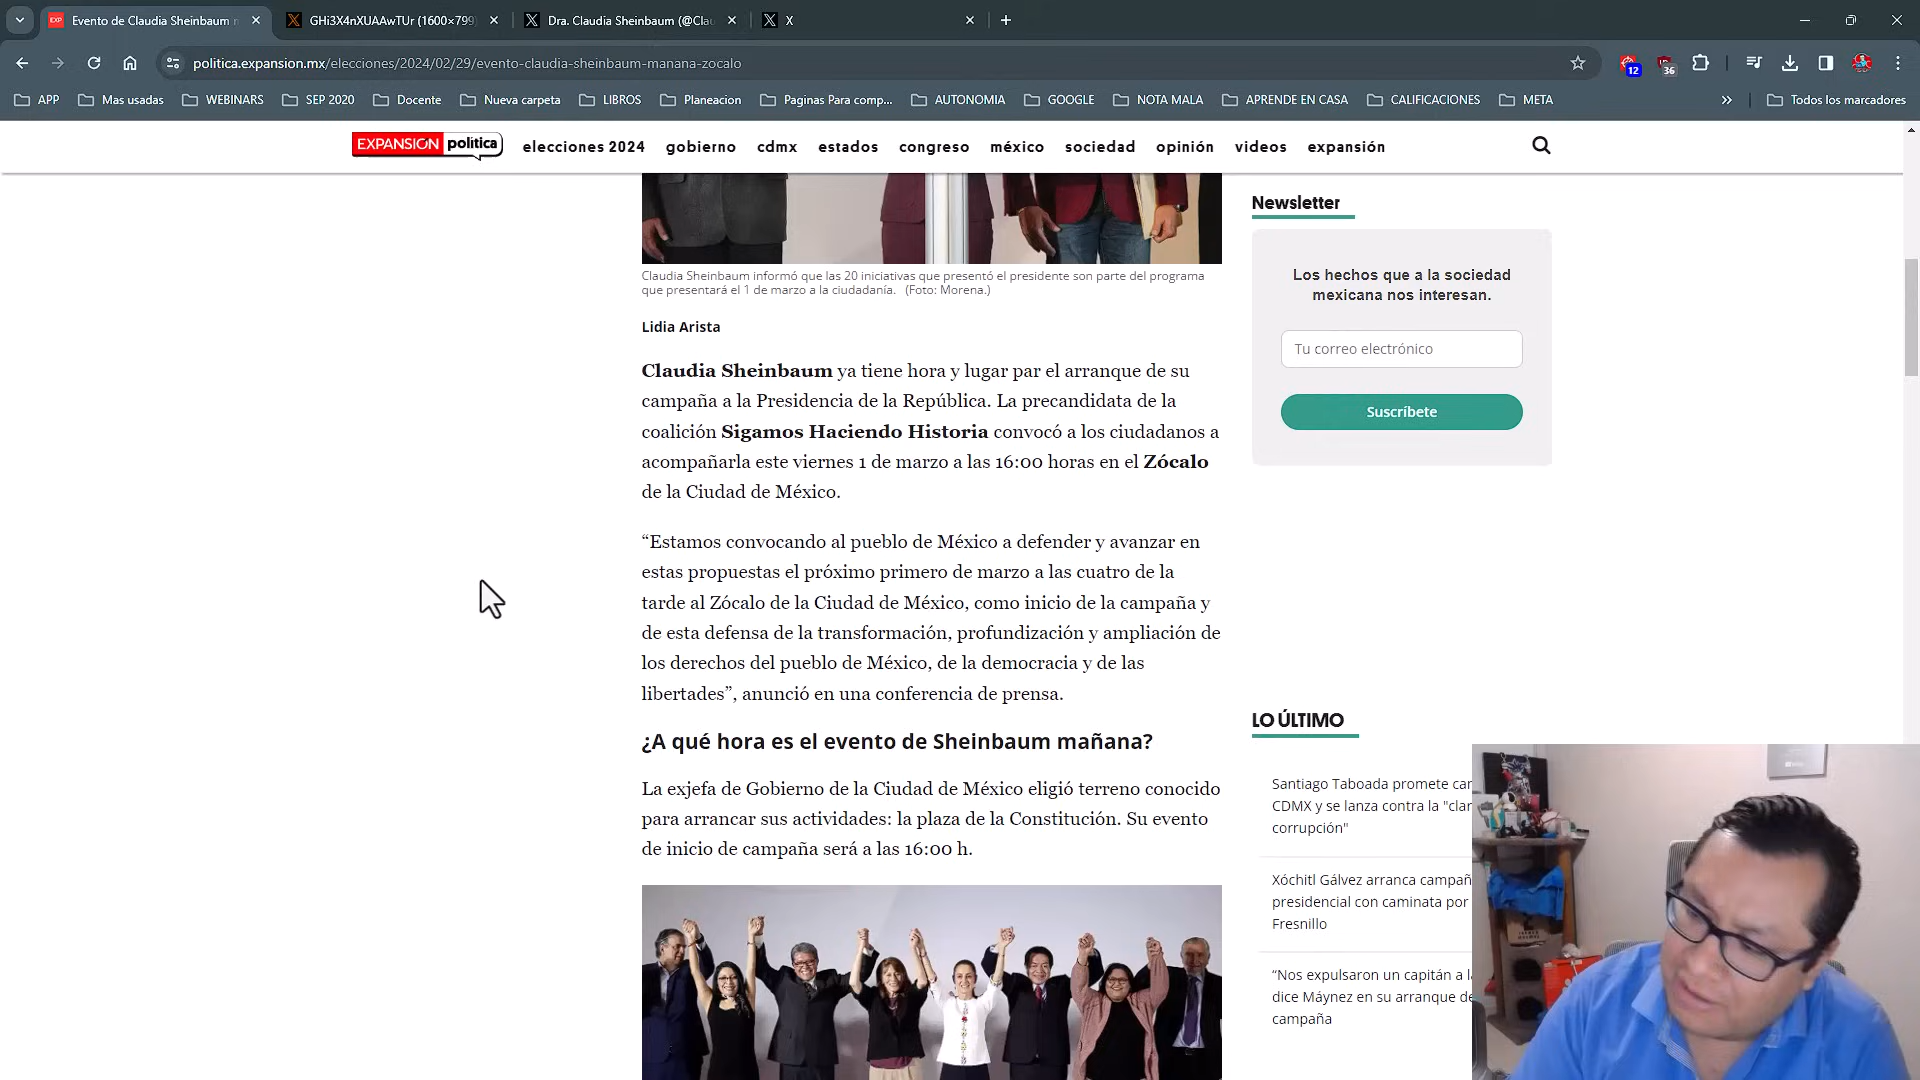 Evento de Claudia Sheinbaum m
GHi3X4nXUAAwTUr (1600×799
Dra. Claudia Sheinbaum (@Clau
X
politica.expansion.mx/elecciones/2024/02/29/evento-claudia-sheinbaum-manana-zocalo
12
36
APP
Mas usadas
WEBINARS
SEP 2020
Docente
Nueva carpeta
LIBROS
Planeacion
Paginas Para comp...
AUTONOMIA
GOOGLE
NOTA MALA
APRENDE EN CASA
CALIFICACIONES
META
Todos los marcadores
EXPANSIÓN política
elecciones 2024
gobierno
cdmx
estados
congreso
méxico
sociedad
opinión
videos
expansión
Claudia Sheinbaum informó que las 20 iniciativas que presentó el presidente son parte del programa
que presentará el 1 de marzo a la ciudadanía. (Foto: Morena.)
Lidia Arista
Claudia Sheinbaum ya tiene hora y lugar par el arranque de su
campaña a la Presidencia de la República. La precandidata de la
coalición Sigamos Haciendo Historia convocó a los ciudadanos a
acompañarla este viernes 1 de marzo a las 16:00 horas en el Zócalo
de la Ciudad de México.
“Estamos convocando al pueblo de México a defender y avanzar en
estas propuestas el próximo primero de marzo a las cuatro de la
tarde al Zócalo de la Ciudad de México, como inicio de la campaña y
de esta defensa de la transformación, profundización y ampliación de
los derechos del pueblo de México, de la democracia y de las
libertades”, anunció en una conferencia de prensa.
¿A qué hora es el evento de Sheinbaum mañana?
La exjefa de Gobierno de la Ciudad de México eligió terreno conocido
para arrancar sus actividades: la plaza de la Constitución. Su evento
de inicio de campaña será a las 16:00 h.
Newsletter
Los hechos que a la sociedad
mexicana nos interesan.
Tu correo electrónico
Suscríbete
LO ÚLTIMO
Santiago Taboada promete
CDMX y se lanza contra la
corrupción"
Xóchitl Gálvez arranca campañ
presidencial con caminata por
Fresnillo
“Nos expulsaron un capitán a
dice Máynez en su arranque de
campaña